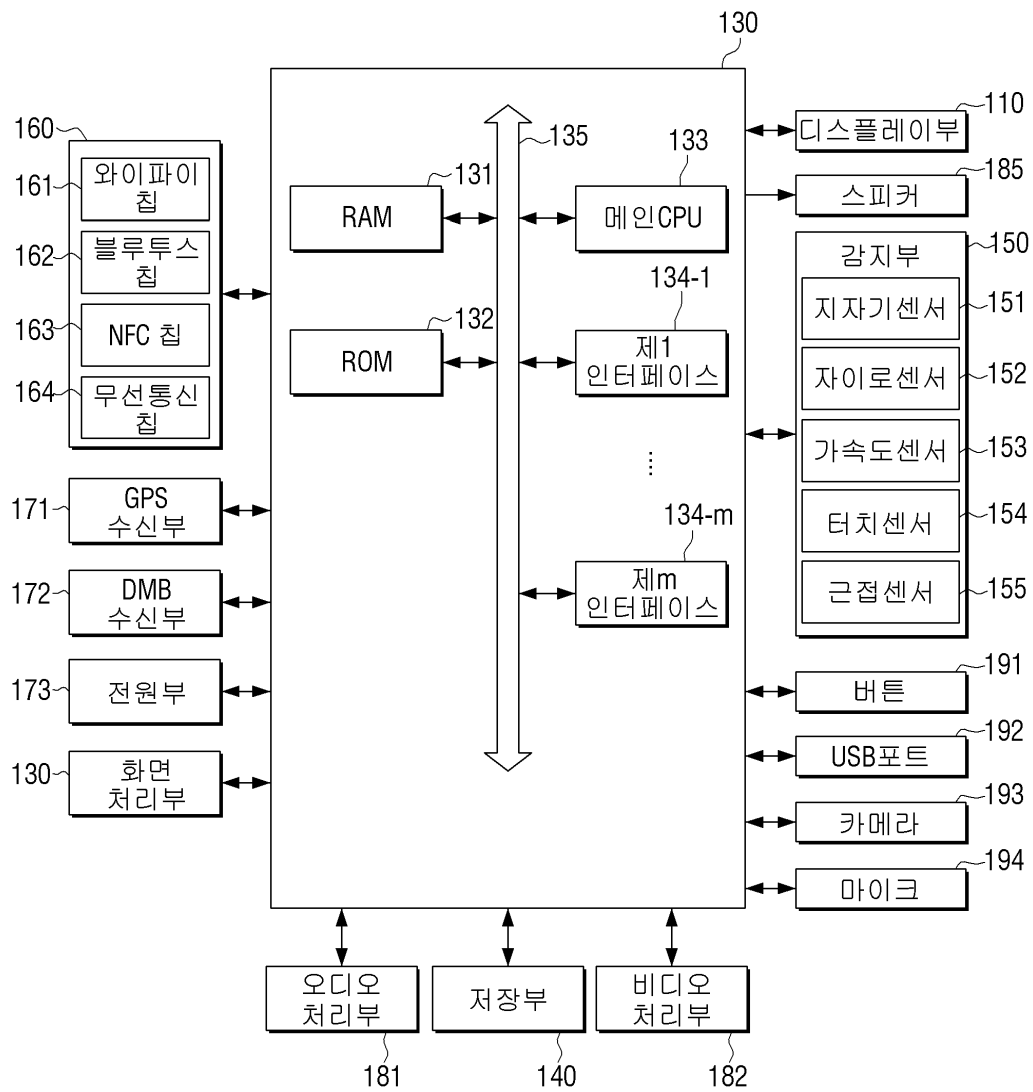 130
160
161
와이파이
칩
162
블루투스
칩
163
NFC 칩
164
무선통신
칩
171
GPS
수신부
172
DMB
수신부
173
전원부
130
화면
처리부
135
131
RAM
132
ROM
133
메인CPU
134-1
제1
인터페이스
134-m
제m
인터페이스
110
디스플레이부
185
스피커
150
감지부
지자기센서
151
자이로센서
152
가속도센서
153
터치센서
154
근접센서
155
191
버튼
192
USB포트
193
카메라
194
마이크
오디오
처리부
181
저장부
140
비디오
처리부
182